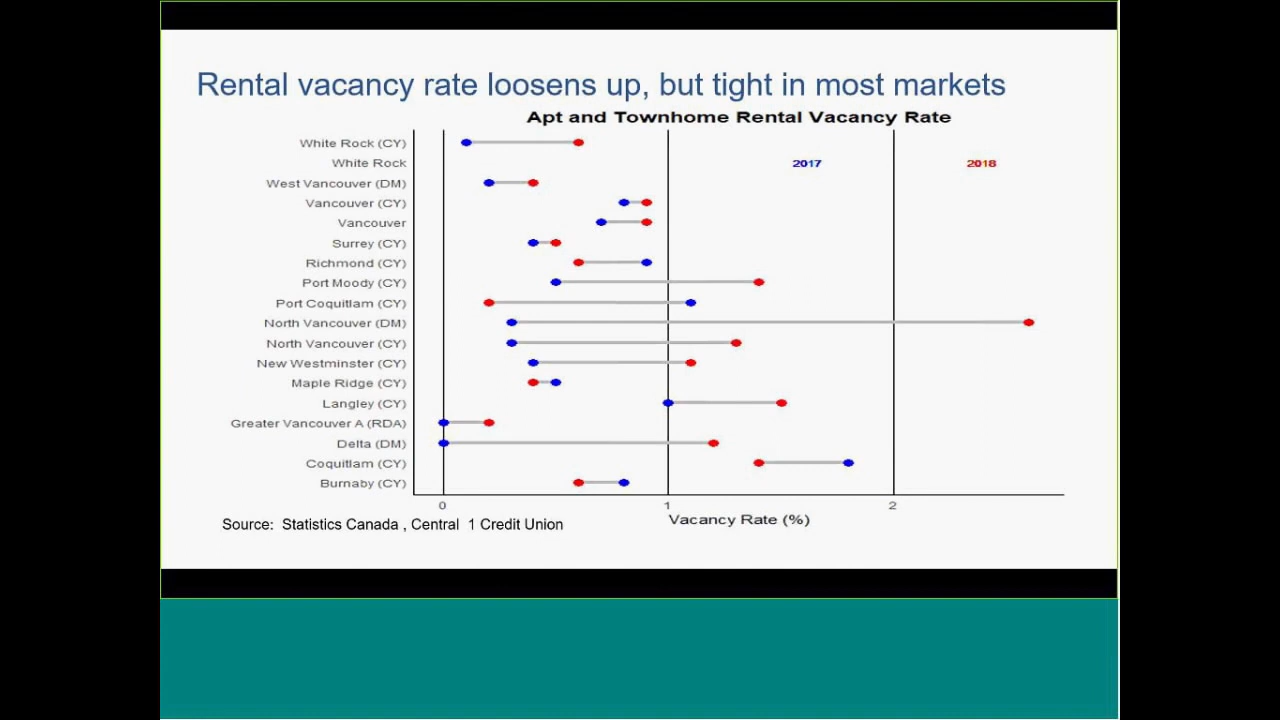 Rental vacancy rate loosens up, but tight in most markets
Apt and Townhome Rental Vacancy Rate
White Rock (CY)
White Rock
2017
2018
West Vancouver (DM)
Vancouver (CY)
Vancouver
Surrey (CY)
Richmond (CY)
Port Moody (CY)
Port Coquitlam (CY)
North Vancouver (DM)
North Vancouver (CY)
New Westminster (CY)
Maple Ridge (CY)
Langley (CY)
Greater Vancouver A (RDA)
Delta (DM)
Coquitlam (CY)
Burnaby (CY)
0
1
2
Vacancy Rate (%)
Source: Statistics Canada , Central 1 Credit Union